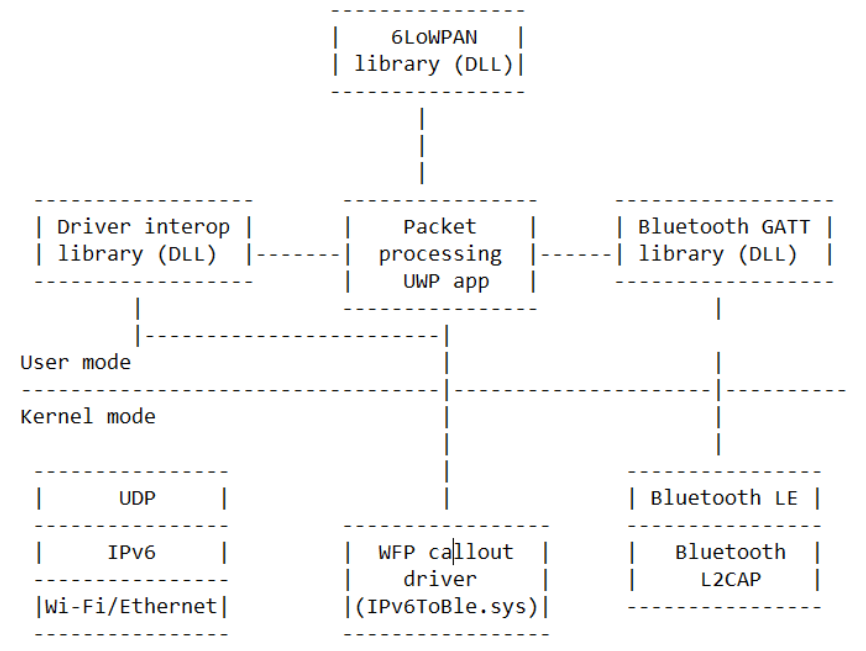 6LoWPAN
library (DLL)
Driver interop
library (DLL)
Packet
processing
UWP app
Bluetooth GATT
library (DLL)
User mode
Kernel mode
UDP
IPv6
Wi-Fi/Ethernet
WFP callout
driver
(IPv6ToBle.sys)
Bluetooth LE
Bluetooth
L2CAP